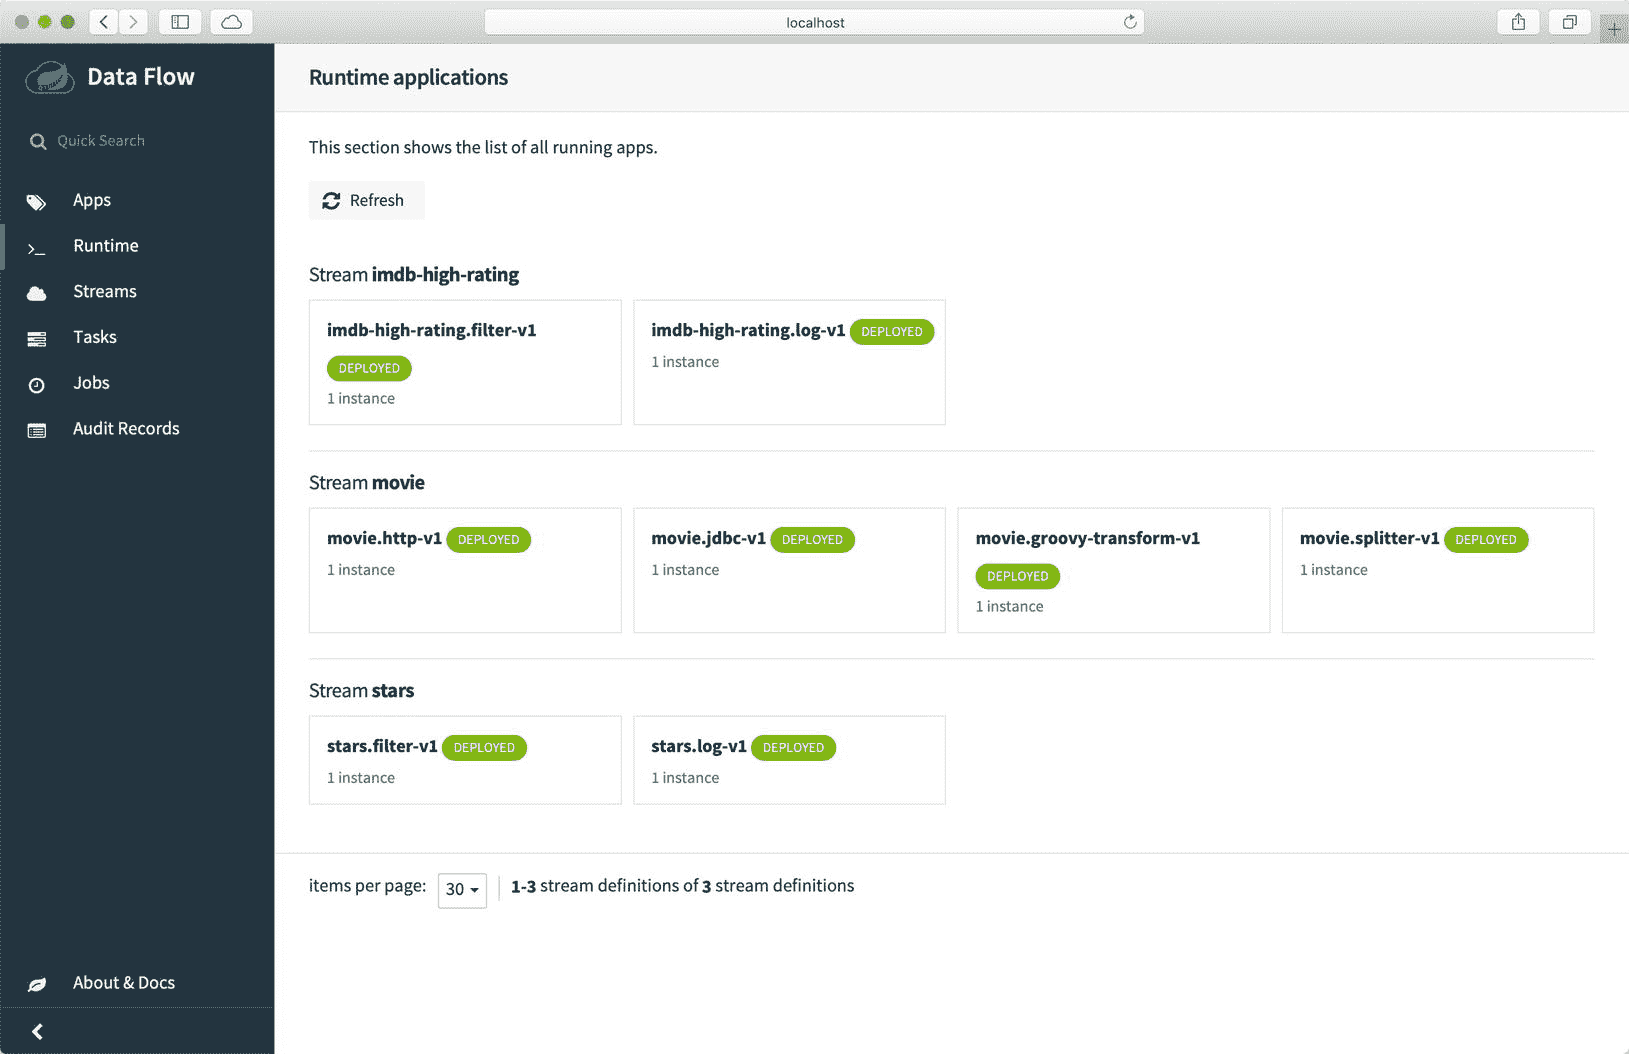 localhost
Data Flow
Quick Search
Apps
Runtime
Streams
Tasks
Jobs
Audit Records
About & Docs
Runtime applications
This section shows the list of all running apps.
Refresh
Stream imdb-high-rating
imdb-high-rating.filter-v1
DEPLOYED
1 instance
imdb-high-rating.log-v1 DEPLOYED
1 instance
Stream movie
movie.http-v1 DEPLOYED
1 instance
movie.jdbc-v1 DEPLOYED
1 instance
movie.groovy-transform-v1
DEPLOYED
1 instance
movie.splitter-v1 DEPLOYED
1 instance
Stream stars
stars.filter-v1 DEPLOYED
1 instance
stars.log-v1 DEPLOYED
1 instance
items per page: 30 1-3 stream definitions of 3 stream definitions